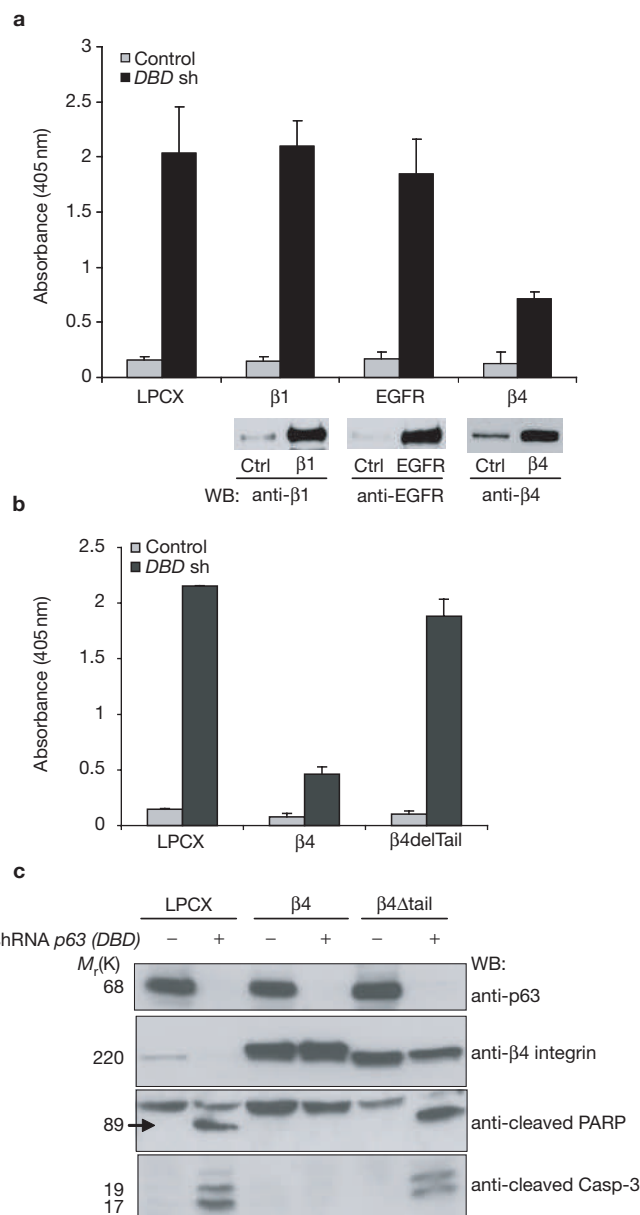 a
3
2.5
2
1.5
1
0.5
0
Absorbance (405 nm)
Control
DBD sh
LPCX β1 EGFR β4
Ctrl β1 Ctrl EGFR Ctrl β4
WB: anti-β1 anti-EGFR anti-β4
b
2.5
2
1.5
1
0.5
0
Absorbance (405 nm)
Control
DBD sh
LPCX β4 β4delTail
c
LPCX β4 β4Δtail
shRNA p63 (DBD) − + − + − +
Mr(K) WB:
68 anti-p63
220 anti-β4 integrin
89 anti-cleaved PARP
19 anti-cleaved Casp-3
17